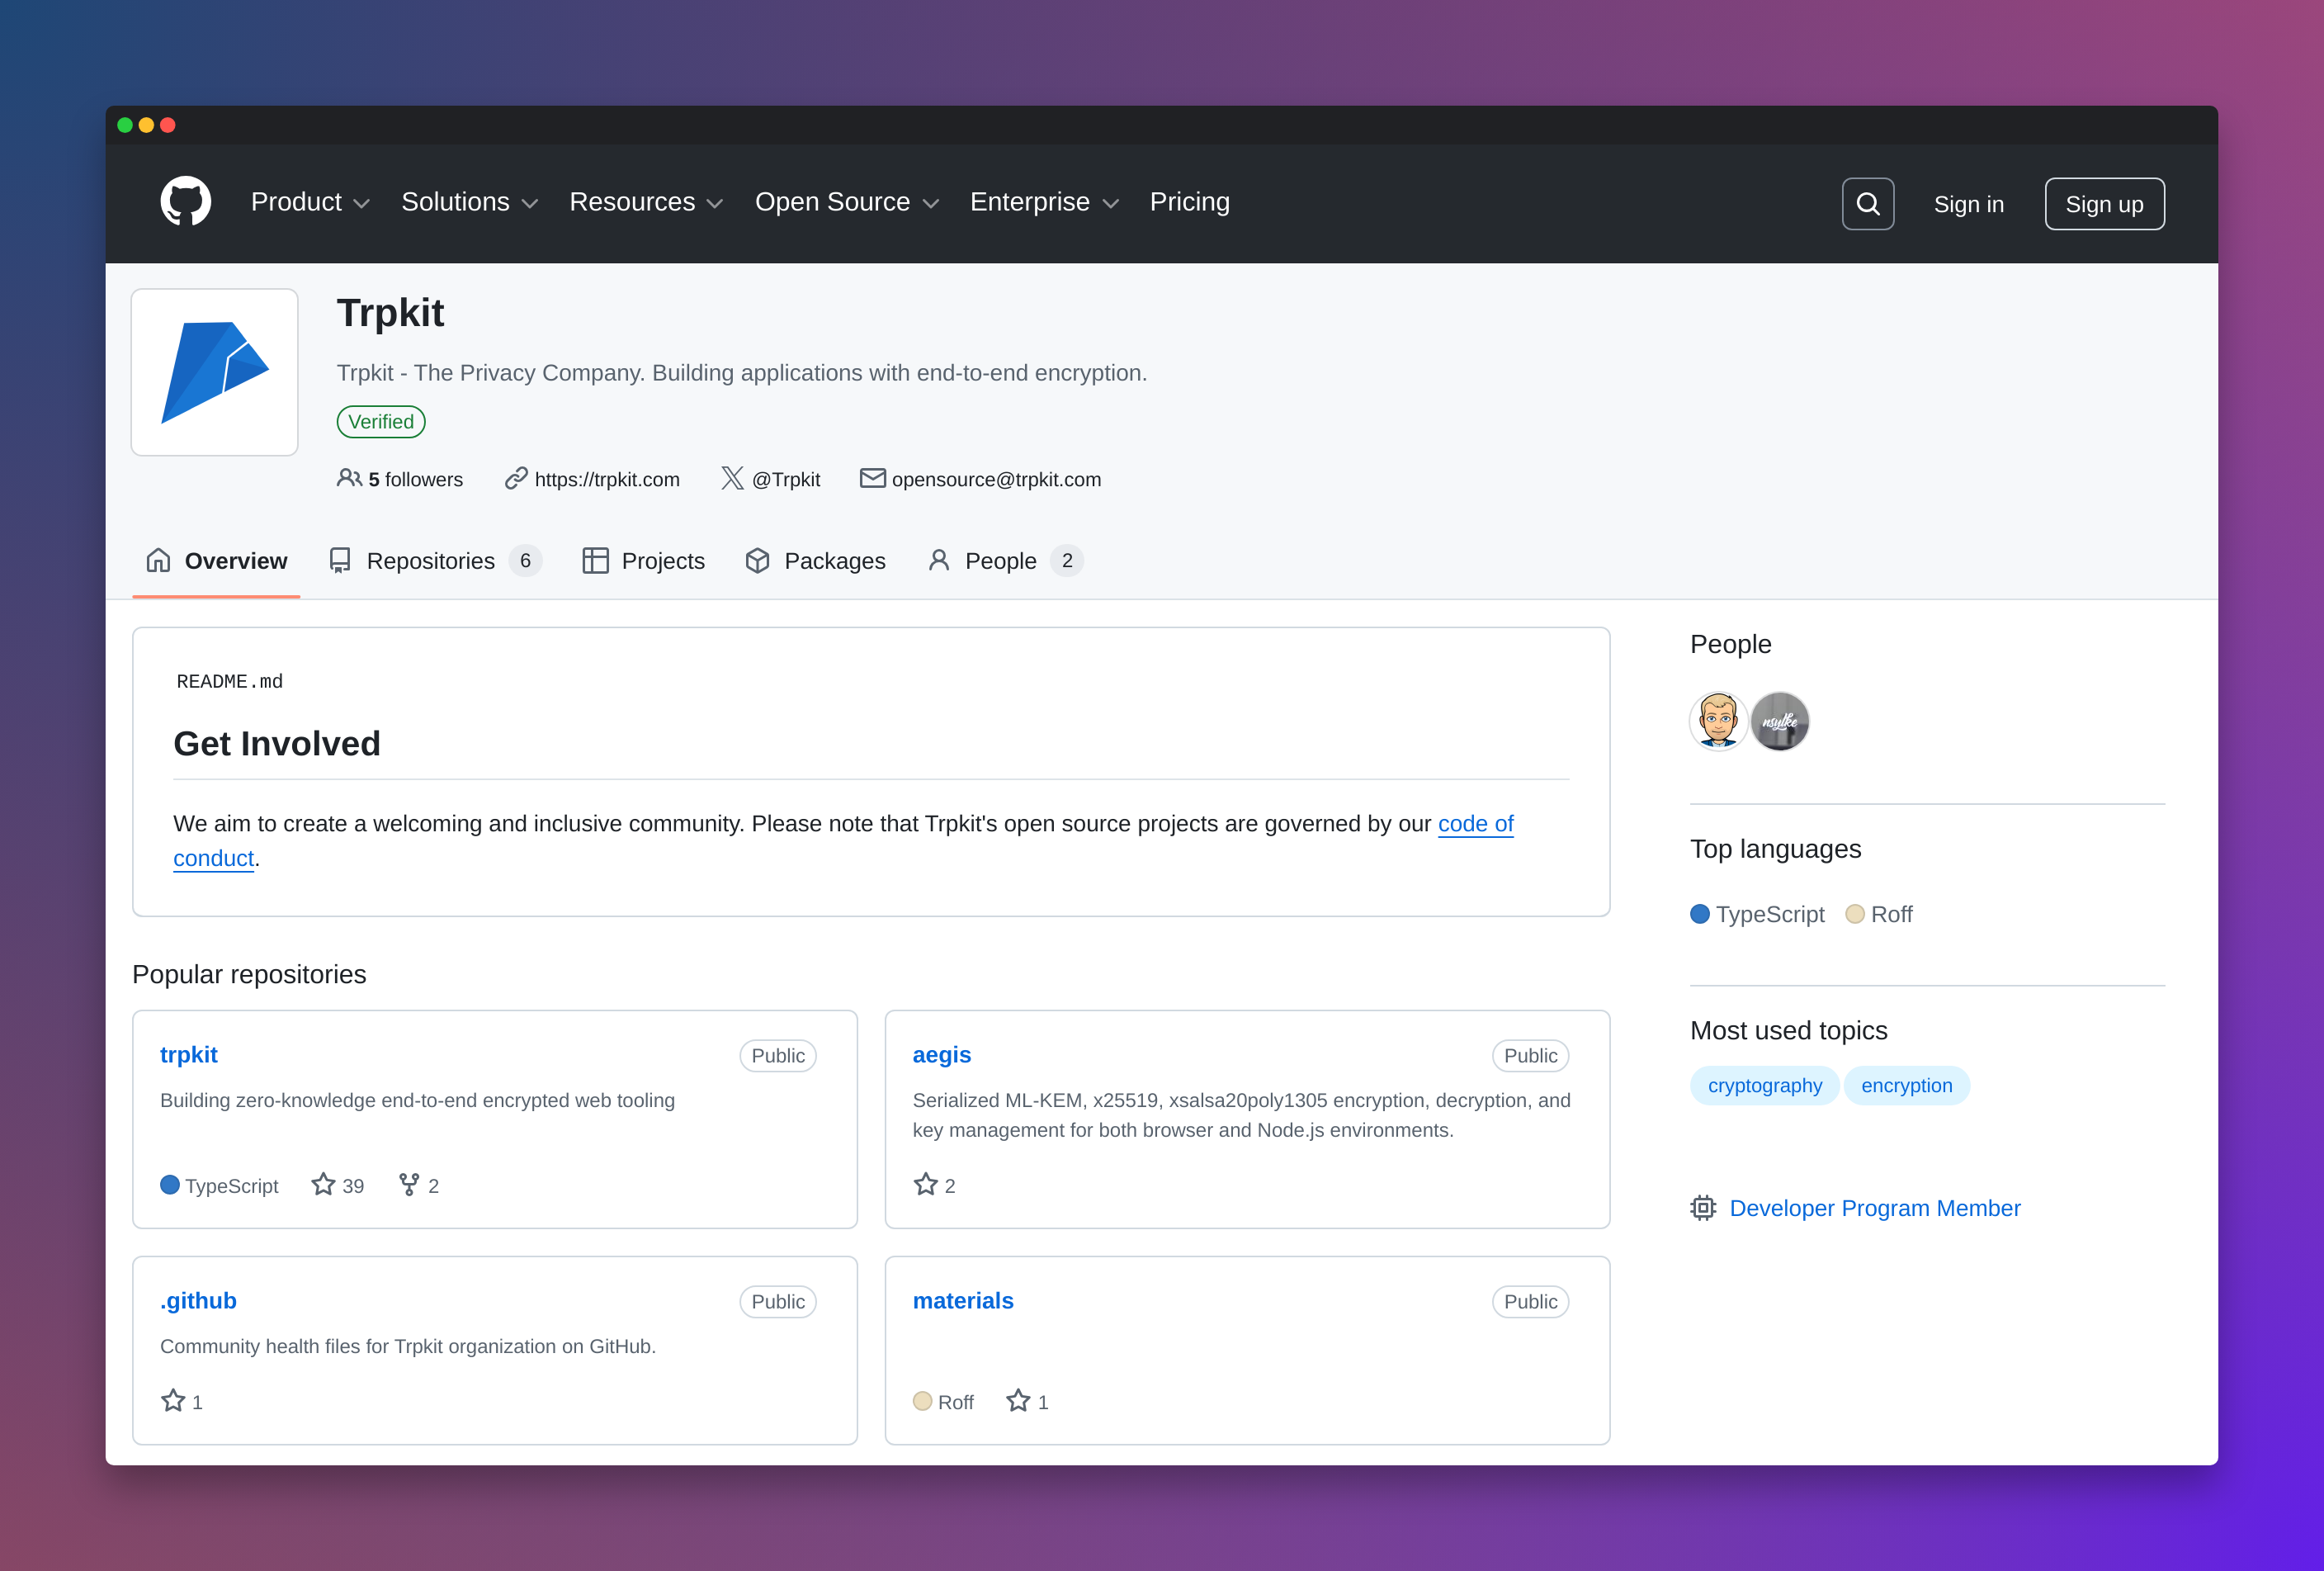 Product Solutions Resources Open Source Enterprise Pricing Sign in Sign up
Trpkit
Trpkit - The Privacy Company. Building applications with end-to-end encryption.
Verified
5 followers https://trpkit.com @Trpkit opensource@trpkit.com
Overview Repositories 6 Projects Packages People 2
README.md
Get Involved
We aim to create a welcoming and inclusive community. Please note that Trpkit's open source projects are governed by our code of
conduct.
Popular repositories
trpkit Public
Building zero-knowledge end-to-end encrypted web tooling
TypeScript 39 2
aegis Public
Serialized ML-KEM, x25519, xsalsa20poly1305 encryption, decryption, and
key management for both browser and Node.js environments.
2
.github Public
Community health files for Trpkit organization on GitHub.
1
materials Public
Roff 1
People
nsylke
Top languages
TypeScript Roff
Most used topics
cryptography encryption
Developer Program Member